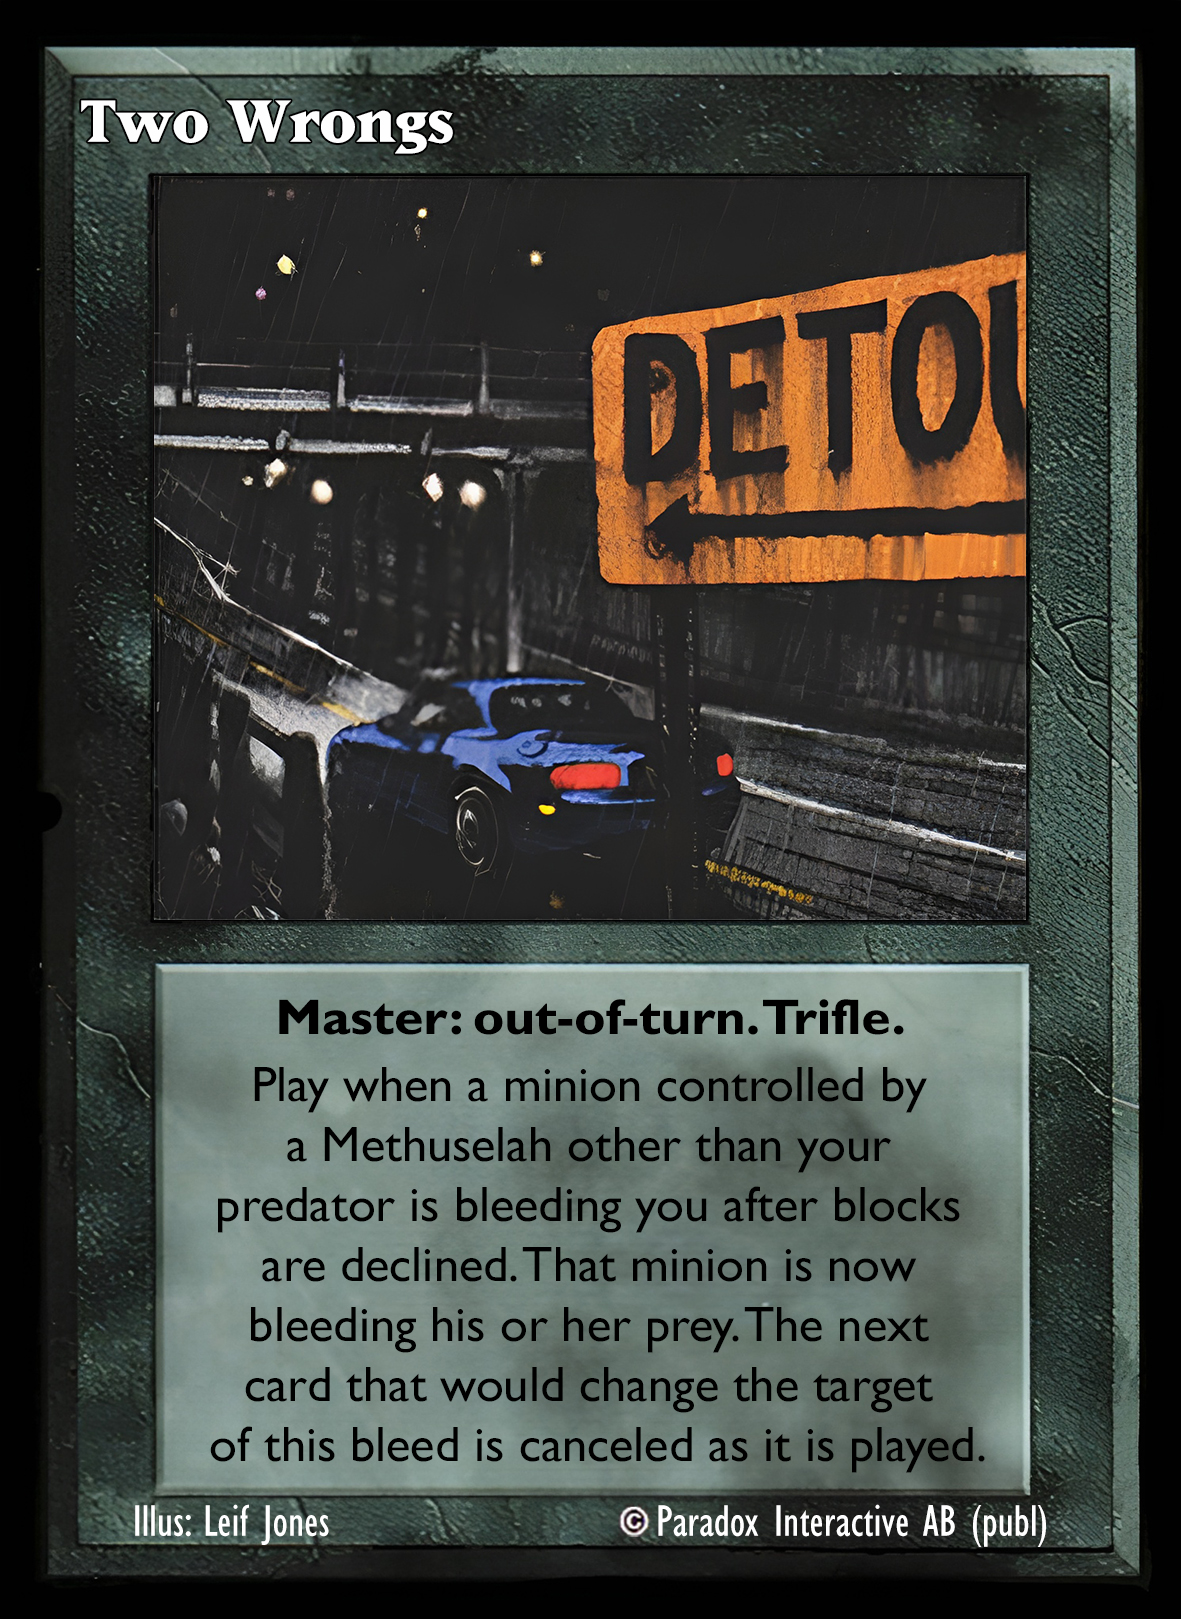 Two Wrongs
DETOU
Master: out-of-turn. Trifle.
Play when a minion controlled by
a Methuselah other than your
predator is bleeding you after blocks
are declined. That minion is now
bleeding his or her prey. The next
card that would change the target
of this bleed is canceled as it is played.
Illus: Leif Jones
© Paradox Interactive AB (publ)